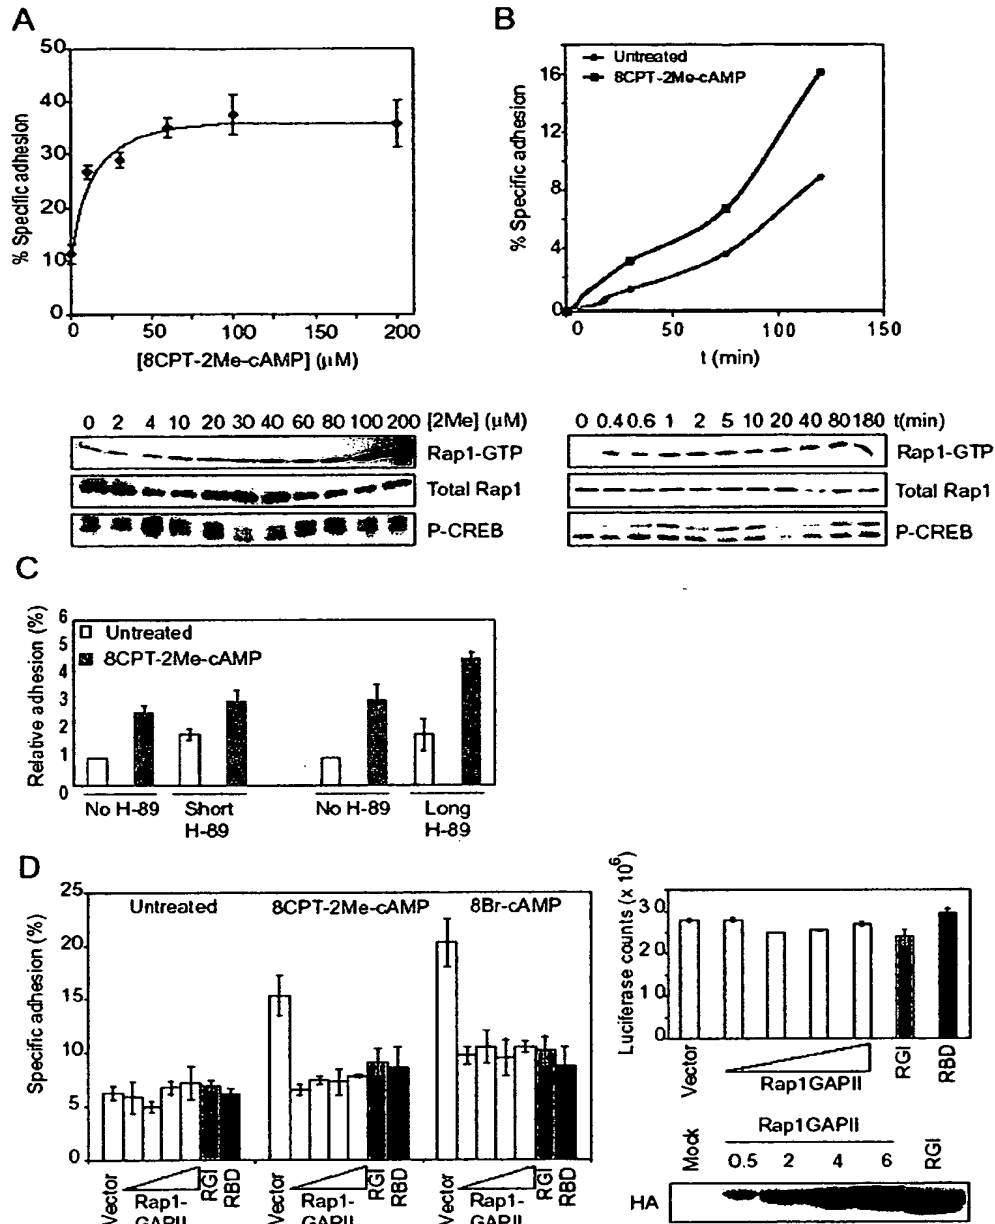 A
50
40
30
20
10
0
% Specific adhesion
0 50 100 150 200
[8CPT-2Me-cAMP] (µM)
B
Untreated
8CPT-2Me-cAMP
16
12
8
4
0
% Specific adhesion
0 50 100 150
t (min)
0 2 4 10 20 30 40 60 80 100 200 [2Me] (µM)
Rap1-GTP
Total Rap1
P-CREB
0 0.4 0.6 1 2 5 10 20 40 80 180 t(min)
Rap1-GTP
Total Rap1
P-CREB
C
6
5
4
3
2
1
0
Relative adhesion (%)
Untreated
8CPT-2Me-cAMP
No H-89 Short No H-89 Long
H-89 H-89
D
25
20
15
10
5
0
Specific adhesion (%)
Untreated 8CPT-2Me-cAMP 8Br-cAMP
Vector Rap1- RGI RBD Vector Rap1- RGI RBD Vector Rap1- RGI RBD
GAPII GAPII GAPII
Luciferase counts (x 10⁶)
30
20
10
0
Vector Rap1GAPII RGI RBD
Mock Rap1GAPII RGI
0.5 2 4 6
HA